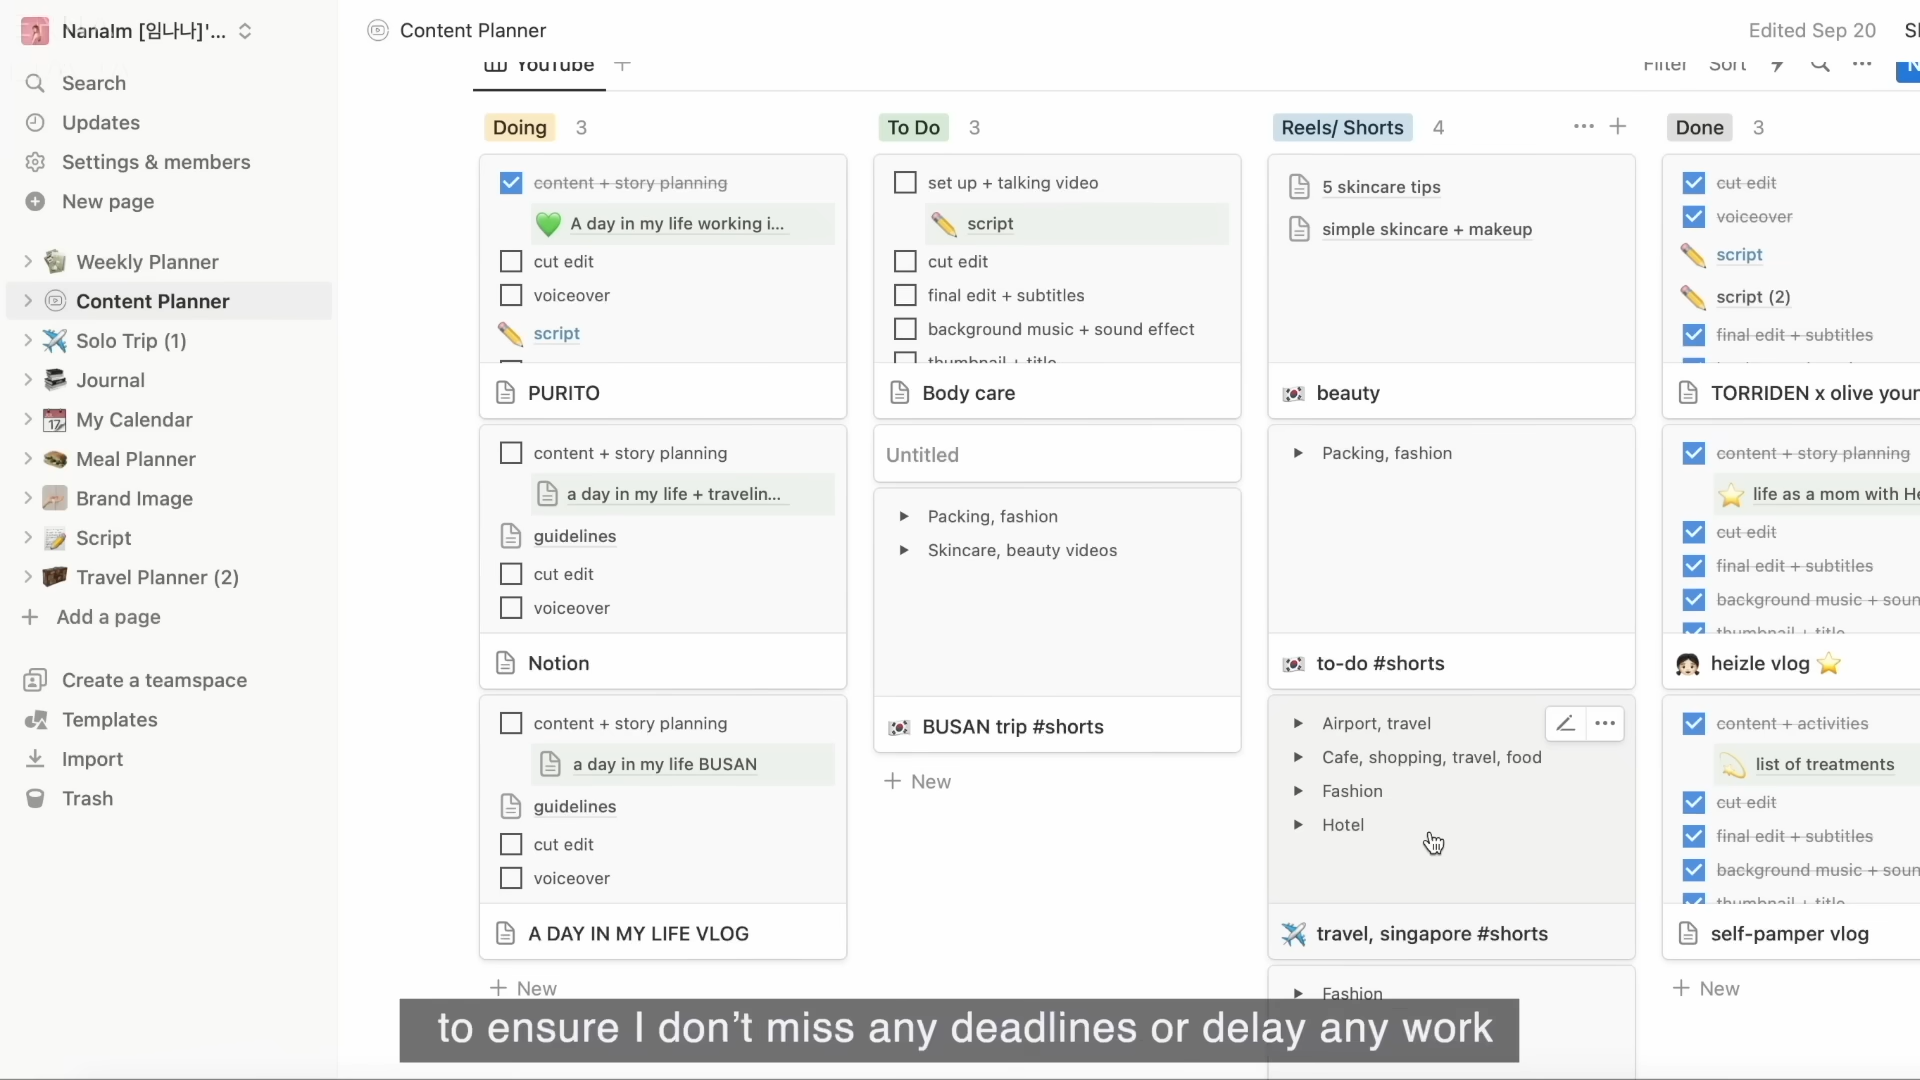 Nana!m [임나나]'...
Search
Updates
Settings & members
New page
Weekly Planner
Content Planner
Solo Trip (1)
Journal
My Calendar
Meal Planner
Brand Image
Script
Travel Planner (2)
Add a page
Create a teamspace
Templates
Import
Trash
Content Planner
Edited Sep 20
YouTube
Filter Sort
Doing 3
content + story planning
A day in my life working i...
cut edit
voiceover
script
PURITO
content + story planning
a day in my life + travelin...
guidelines
cut edit
voiceover
Notion
content + story planning
a day in my life BUSAN
guidelines
cut edit
voiceover
A DAY IN MY LIFE VLOG
New
To Do 3
set up + talking video
script
cut edit
final edit + subtitles
background music + sound effect
thumbnail + title
Body care
Untitled
Packing, fashion
Skincare, beauty videos
BUSAN trip #shorts
New
Reels/ Shorts 4
5 skincare tips
simple skincare + makeup
beauty
Packing, fashion
to-do #shorts
Airport, travel
Cafe, shopping, travel, food
Fashion
Hotel
travel, singapore #shorts
Fashion
Done 3
cut edit
voiceover
script
script (2)
final edit + subtitles
TORRIDEN x olive youn
content + story planning
life as a mom with He
cut edit
final edit + subtitles
background music + soun
thumbnail + title
heizle vlog
content + activities
list of treatments
cut edit
final edit + subtitles
background music + soun
thumbnail + title
self-pamper vlog
New
to ensure I don't miss any deadlines or delay any work